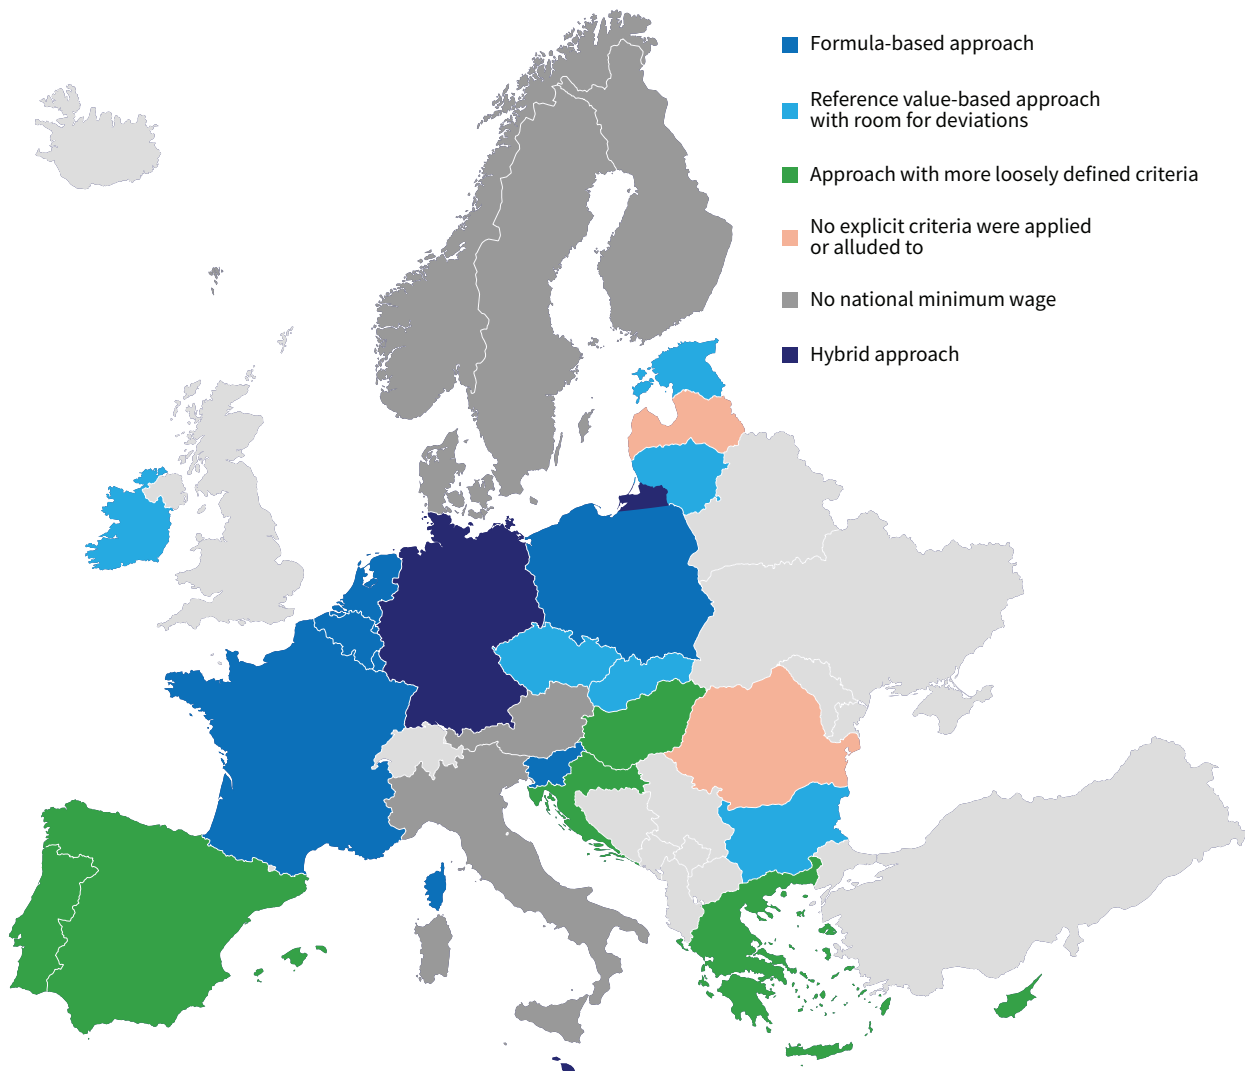 Formula-based approach
Reference value-based approach
with room for deviations
Approach with more loosely defined criteria
No explicit criteria were applied
or alluded to
No national minimum wage
Hybrid approach